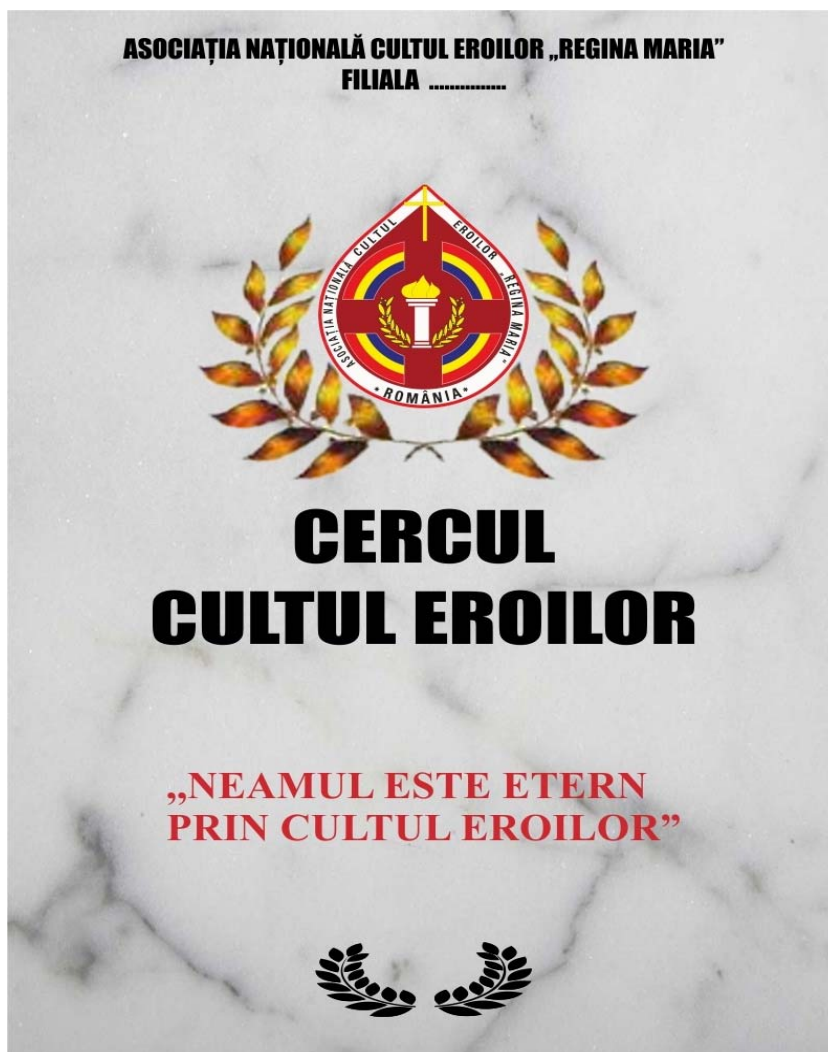 ASOCIAȚIA NAȚIONALĂ CULTUL EROILOR „REGINA MARIA”
FILIALA ...............
ASOCIAȚIA NAȚIONALĂ CULTUL EROILOR „REGINA MARIA”
* ROMÂNIA *
CERCUL
CULTUL EROILOR
„NEAMUL ESTE ETERN
PRIN CULTUL EROILOR”